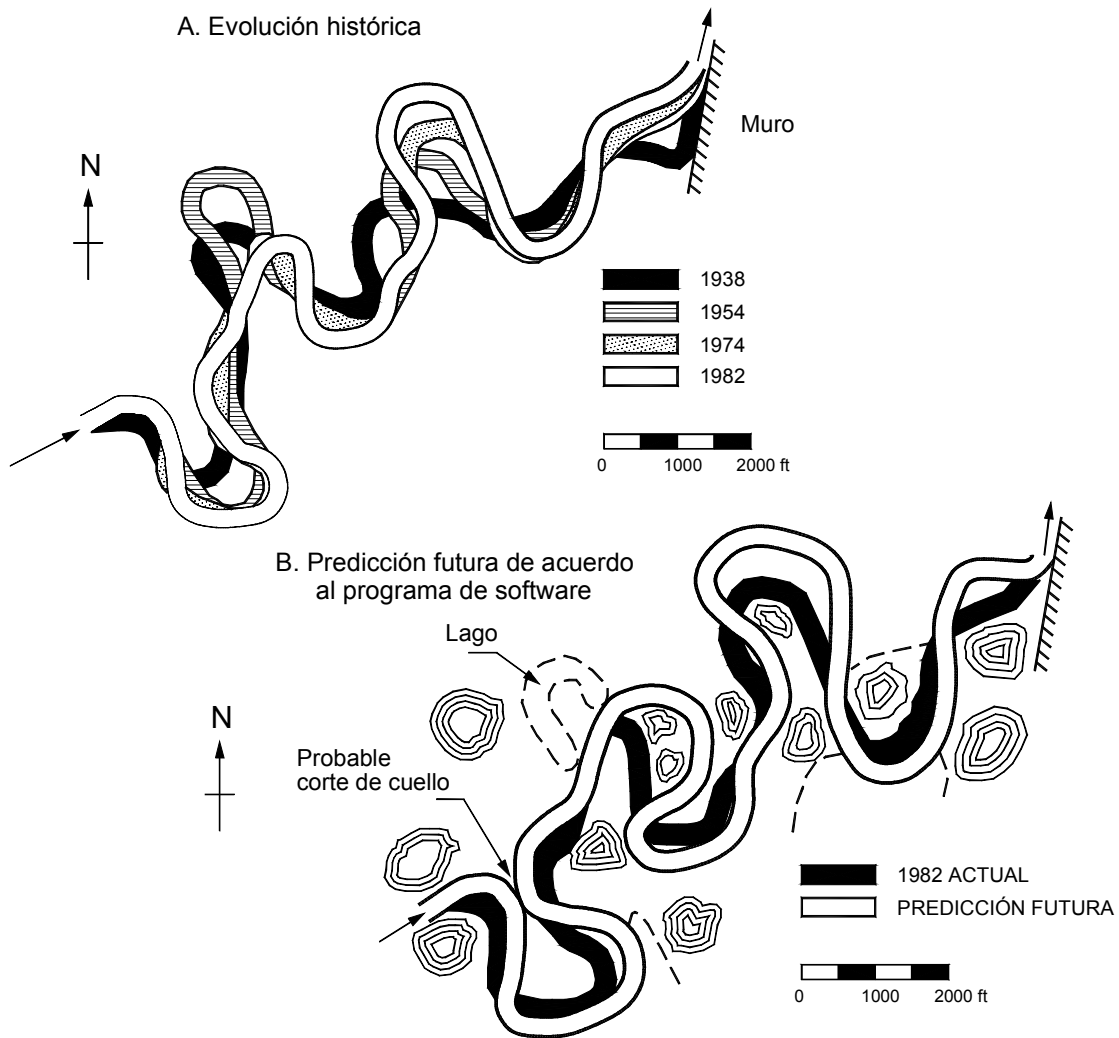 A. Evolución histórica
Muro
N
1938
1954
1974
1982
0 1000 2000 ft
B. Predicción futura de acuerdo
al programa de software
Lago
N
Probable
corte de cuello
1982 ACTUAL
PREDICCIÓN FUTURA
0 1000 2000 ft